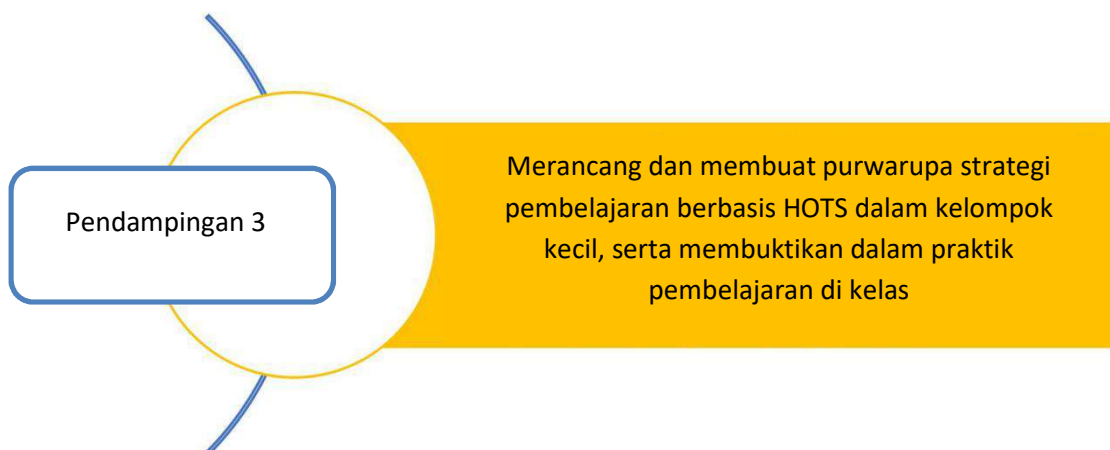 Pendampingan 3
Merancang dan membuat purwarupa strategi
pembelajaran berbasis HOTS dalam kelompok
kecil, serta membuktikan dalam praktik
pembelajaran di kelas